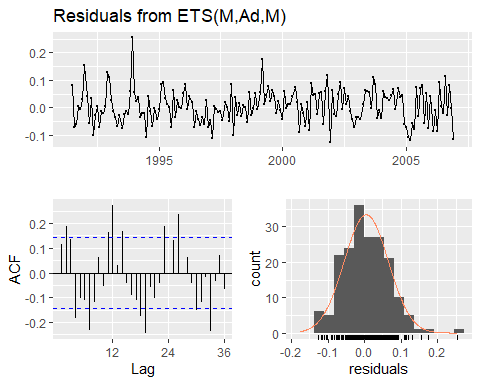 Residuals from ETS(M,Ad,M)
0.2
0.1
0.0
-0.1
1995 2000 2005
0.2
0.1
0.0
-0.1
-0.2
ACF
12 24 36
Lag
30
20
10
0
count
-0.2 -0.1 0.0 0.1 0.2
residuals